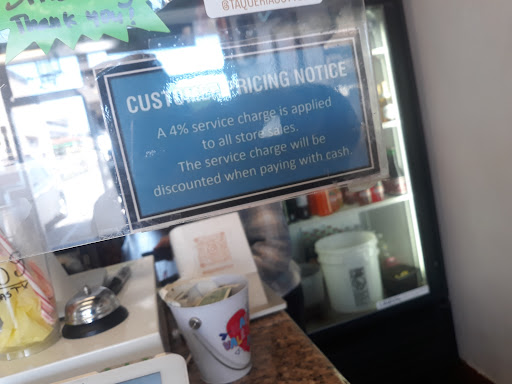 Thank you!
CUSTOMER PRICING NOTICE
A 4% service charge is applied
to all store sales.
The service charge will be
discounted when paying with cash.